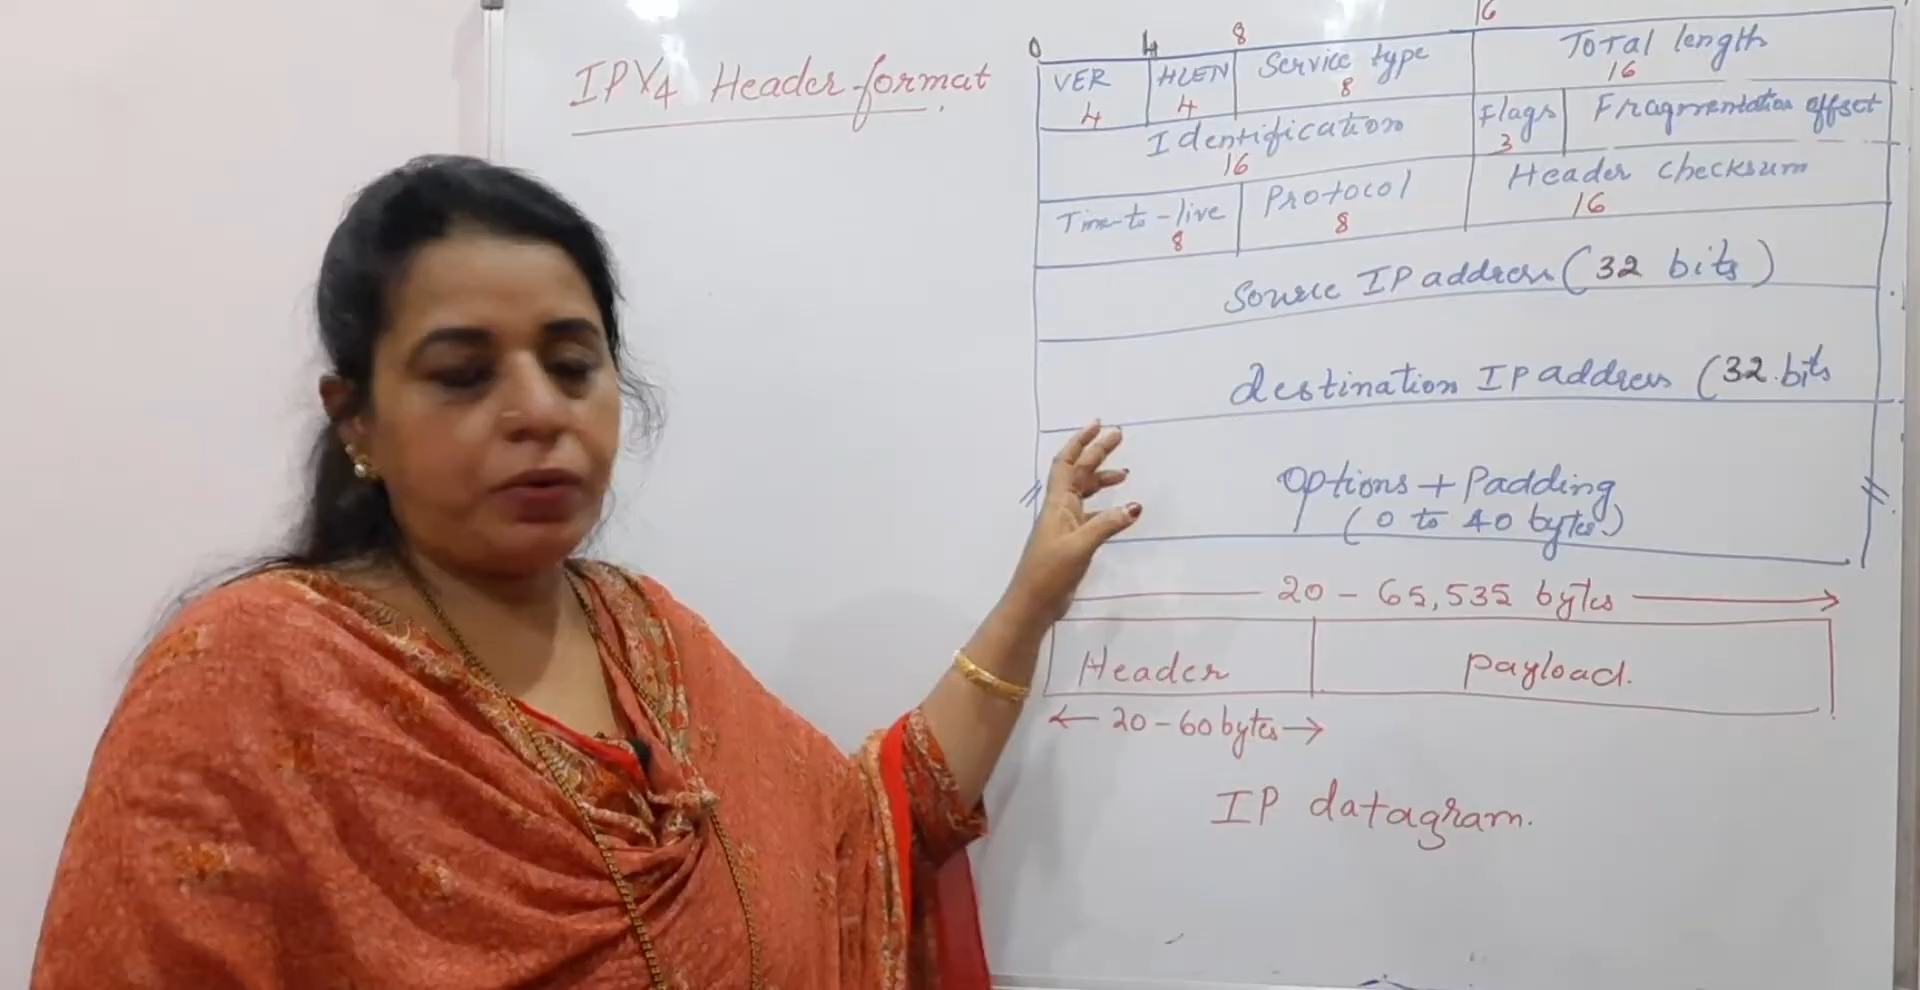 IPV4 Header format
0 4 8 16
VER HLEN Service type Total length
4 4 8 16
Identification Flags Fragmentation offset
16 3
Time-to-live Protocol Header checksum
8 8 16
Source IP address (32 bits)
destination IP address (32 bits
Options + Padding
(0 to 40 bytes)
20 - 65,535 bytes
Header payload.
20-60 bytes
IP datagram.